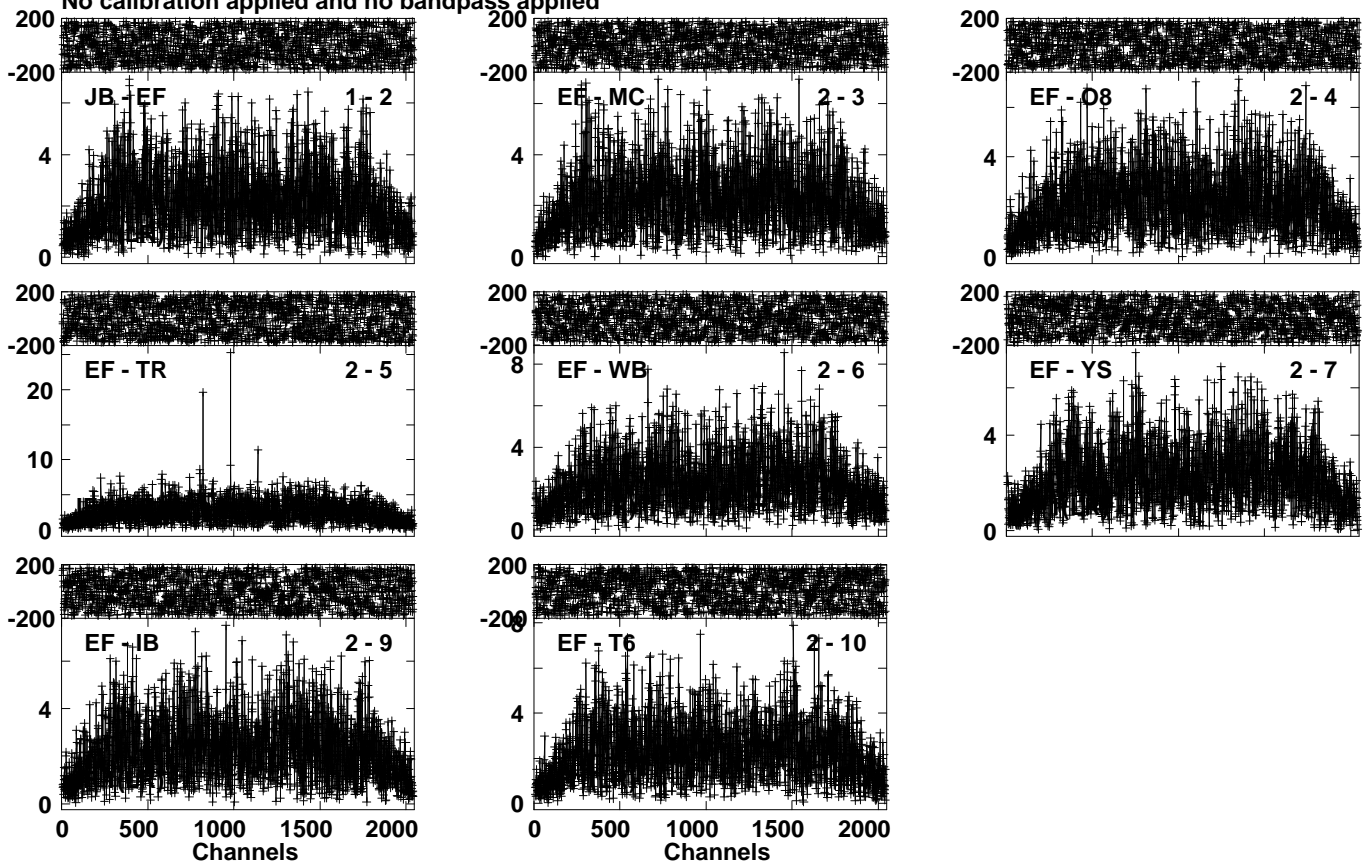 No calibration applied and no bandpass applied
200 200 200
-200 -200 -200
JB - EF 1 - 2 EF - MC 2 - 3 EF - O8 2 - 4
4 4 4
0 0 0
200 200 200
-200 -200 -200
EF - TR 2 - 5 EF - WB 2 - 6 EF - YS 2 - 7
20 8
10 4 4
0 0 0
200 200
-200 -200
8
EF - IB 2 - 9 EF - T6 2 - 10
4 4
0 0
0 500 1000 1500 2000 0 500 1000 1500 2000
Channels Channels